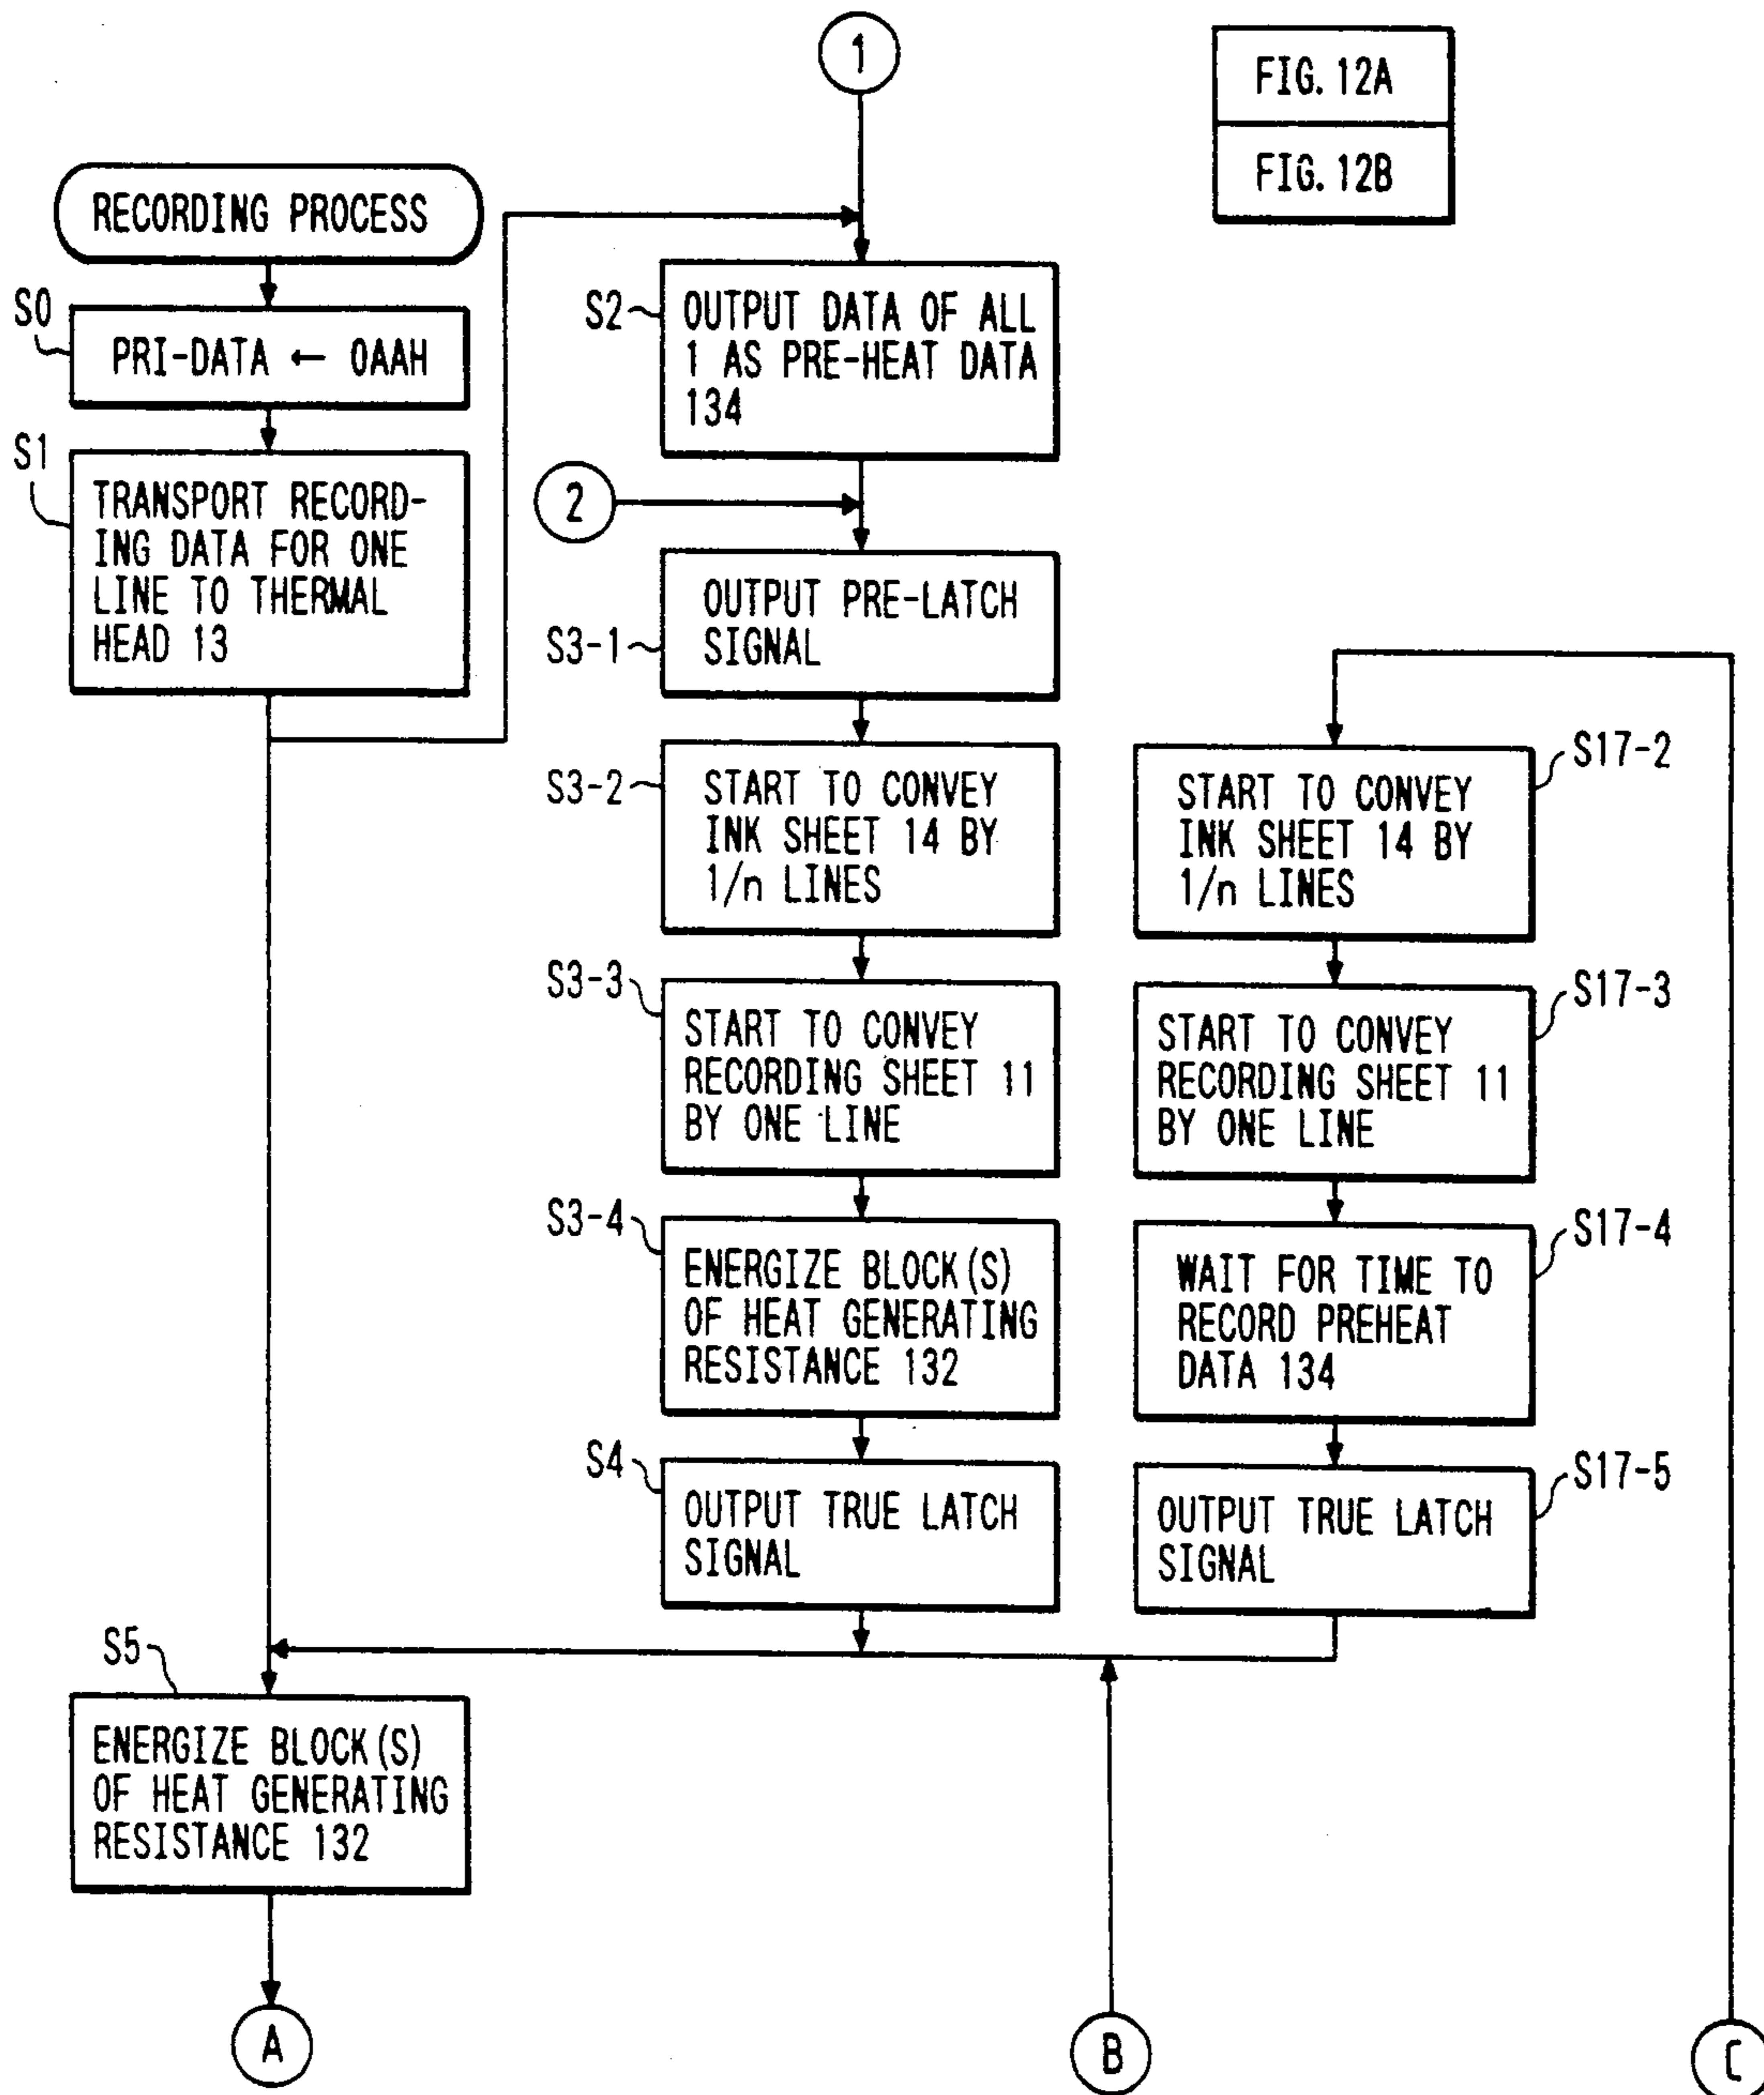 1
FIG. 12A
FIG. 12B
RECORDING PROCESS
S0
PRI-DATA ← 0AAH
S1
TRANSPORT RECORD-
ING DATA FOR ONE
LINE TO THERMAL
HEAD 13
S2
OUTPUT DATA OF ALL
1 AS PRE-HEAT DATA
134
2
S3-1
OUTPUT PRE-LATCH
SIGNAL
S3-2
START TO CONVEY
INK SHEET 14 BY
1/n LINES
S3-3
START TO CONVEY
RECORDING SHEET 11
BY ONE LINE
S3-4
ENERGIZE BLOCK(S)
OF HEAT GENERATING
RESISTANCE 132
S4
OUTPUT TRUE LATCH
SIGNAL
S17-2
START TO CONVEY
INK SHEET 14 BY
1/n LINES
S17-3
START TO CONVEY
RECORDING SHEET 11
BY ONE LINE
S17-4
WAIT FOR TIME TO
RECORD PREHEAT
DATA 134
S17-5
OUTPUT TRUE LATCH
SIGNAL
S5
ENERGIZE BLOCK(S)
OF HEAT GENERATING
RESISTANCE 132
A
B
C